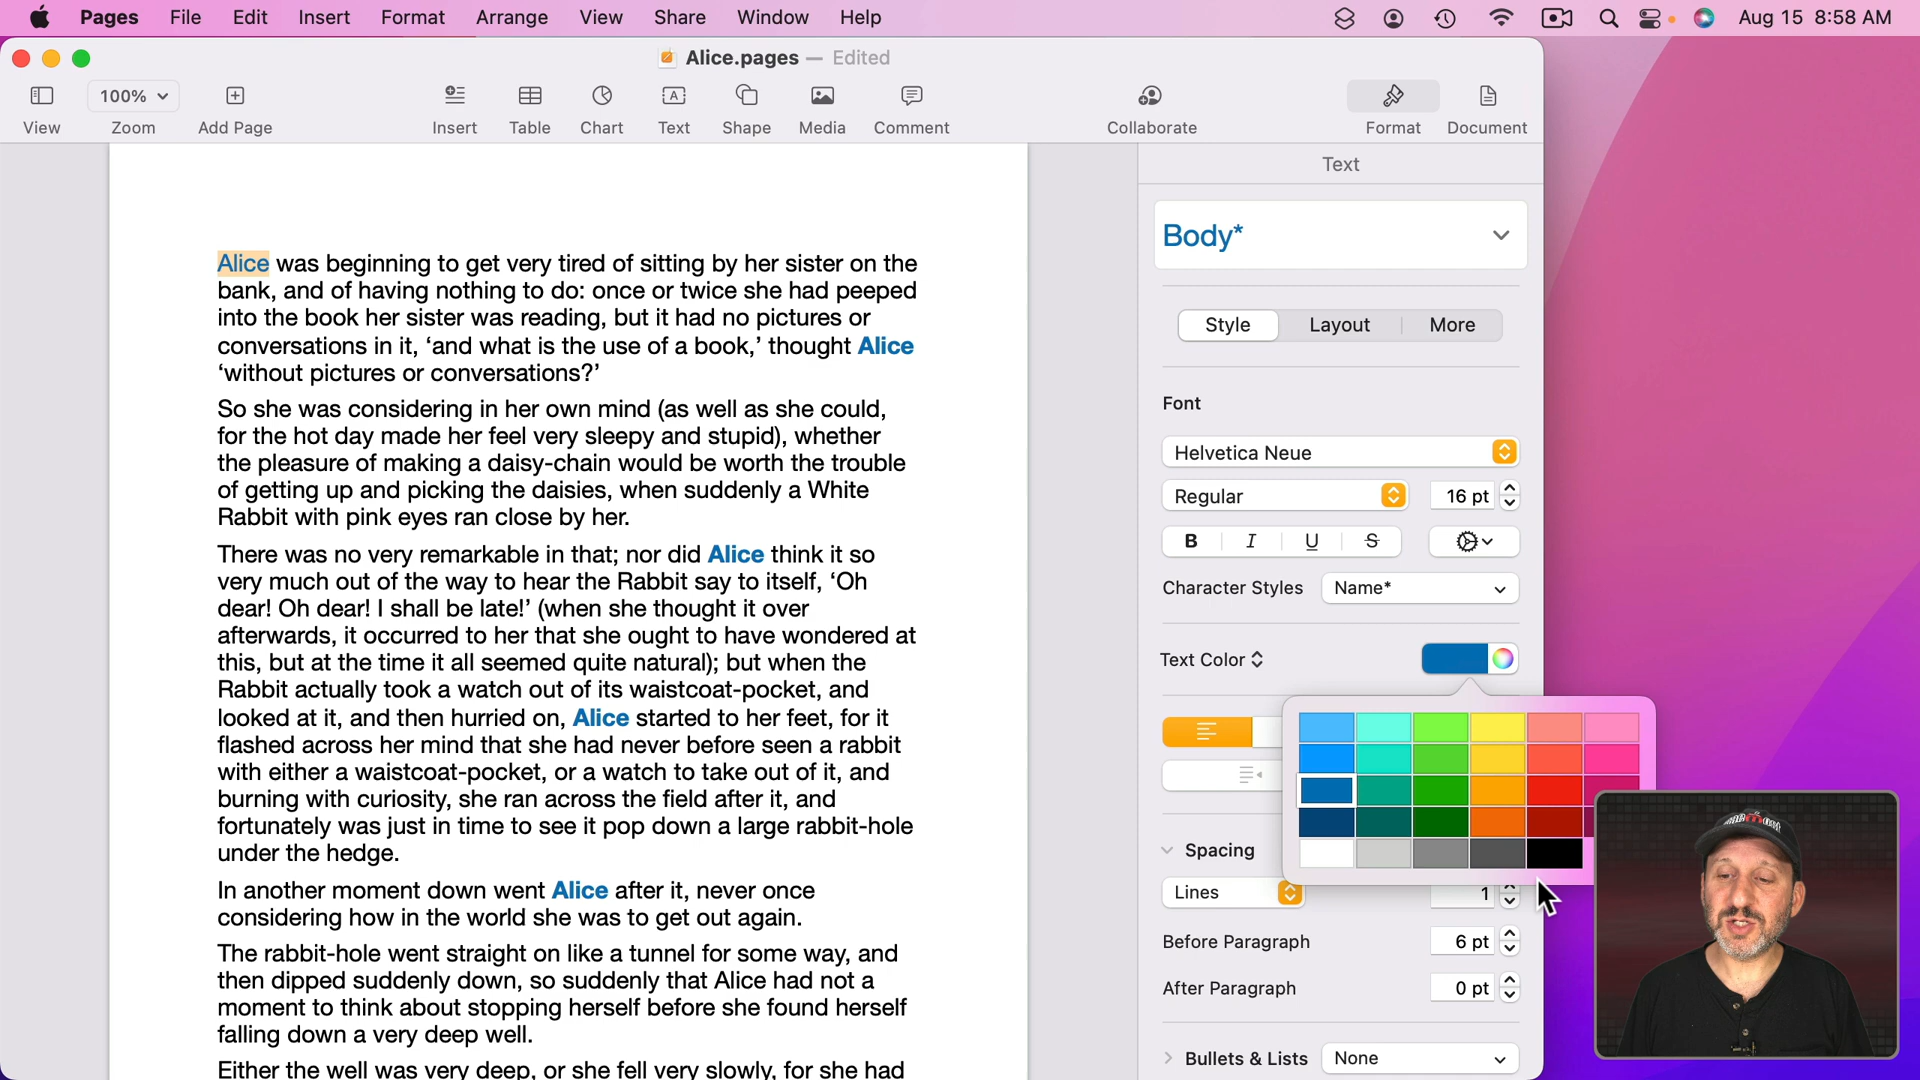 Pages File Edit Insert Format Arrange View Share Window Help Aug 15 8:58 AM
Alice.pages — Edited
100%
View Zoom Add Page Insert Table Chart Text Shape Media Comment Collaborate Format Document
Text
Body*
Style Layout More
Font
Helvetica Neue
Regular 16 pt
B I U S
Character Styles Name*
Text Color
Spacing
Lines 1
Before Paragraph 6 pt
After Paragraph 0 pt
Bullets & Lists None
Alice was beginning to get very tired of sitting by her sister on the
bank, and of having nothing to do: once or twice she had peeped
into the book her sister was reading, but it had no pictures or
conversations in it, ‘and what is the use of a book,’ thought Alice
‘without pictures or conversations?’
So she was considering in her own mind (as well as she could,
for the hot day made her feel very sleepy and stupid), whether
the pleasure of making a daisy-chain would be worth the trouble
of getting up and picking the daisies, when suddenly a White
Rabbit with pink eyes ran close by her.
There was no very remarkable in that; nor did Alice think it so
very much out of the way to hear the Rabbit say to itself, ‘Oh
dear! Oh dear! I shall be late!’ (when she thought it over
afterwards, it occurred to her that she ought to have wondered at
this, but at the time it all seemed quite natural); but when the
Rabbit actually took a watch out of its waistcoat-pocket, and
looked at it, and then hurried on, Alice started to her feet, for it
flashed across her mind that she had never before seen a rabbit
with either a waistcoat-pocket, or a watch to take out of it, and
burning with curiosity, she ran across the field after it, and
fortunately was just in time to see it pop down a large rabbit-hole
under the hedge.
In another moment down went Alice after it, never once
considering how in the world she was to get out again.
The rabbit-hole went straight on like a tunnel for some way, and
then dipped suddenly down, so suddenly that Alice had not a
moment to think about stopping herself before she found herself
falling down a very deep well.
Either the well was very deep, or she fell very slowly, for she had